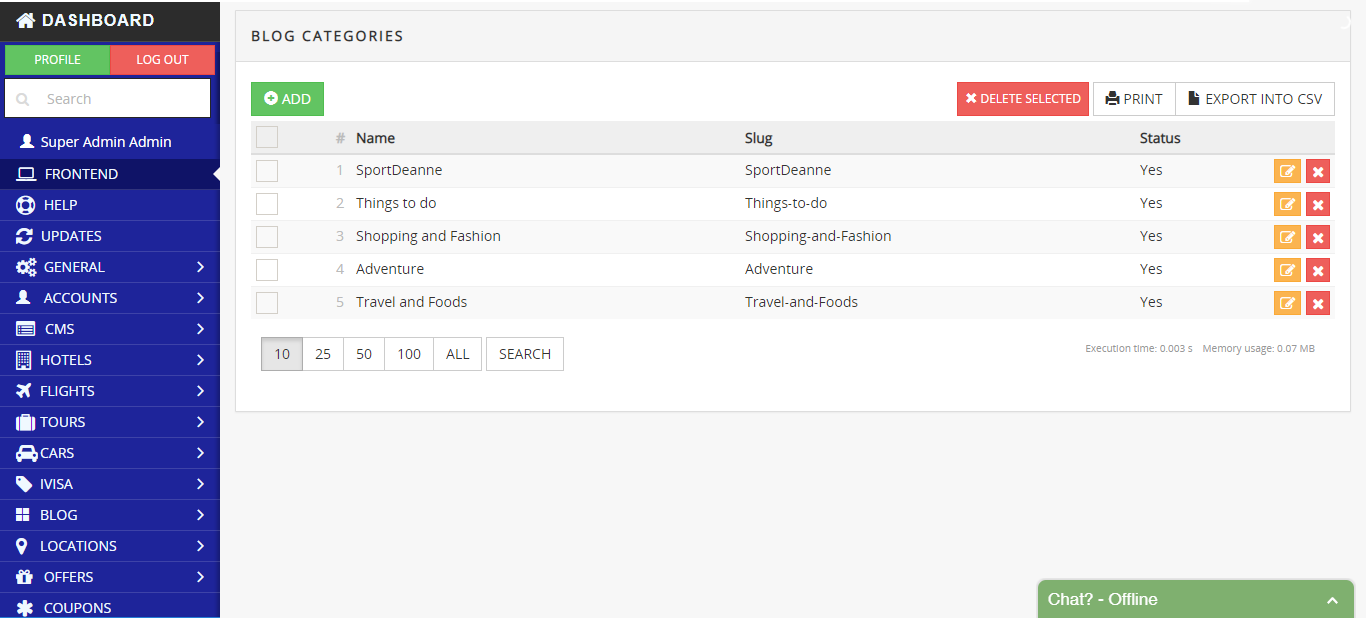 DASHBOARD
PROFILE LOG OUT
Search
Super Admin Admin
FRONTEND
HELP
UPDATES
GENERAL
ACCOUNTS
CMS
HOTELS
FLIGHTS
TOURS
CARS
IVISA
BLOG
LOCATIONS
OFFERS
COUPONS
BLOG CATEGORIES
ADD DELETE SELECTED PRINT EXPORT INTO CSV
# Name Slug Status
1 SportDeanne SportDeanne Yes
2 Things to do Things-to-do Yes
3 Shopping and Fashion Shopping-and-Fashion Yes
4 Adventure Adventure Yes
5 Travel and Foods Travel-and-Foods Yes
10 25 50 100 ALL SEARCH Execution time: 0.003 s Memory usage: 0.07 MB
Chat? - Offline